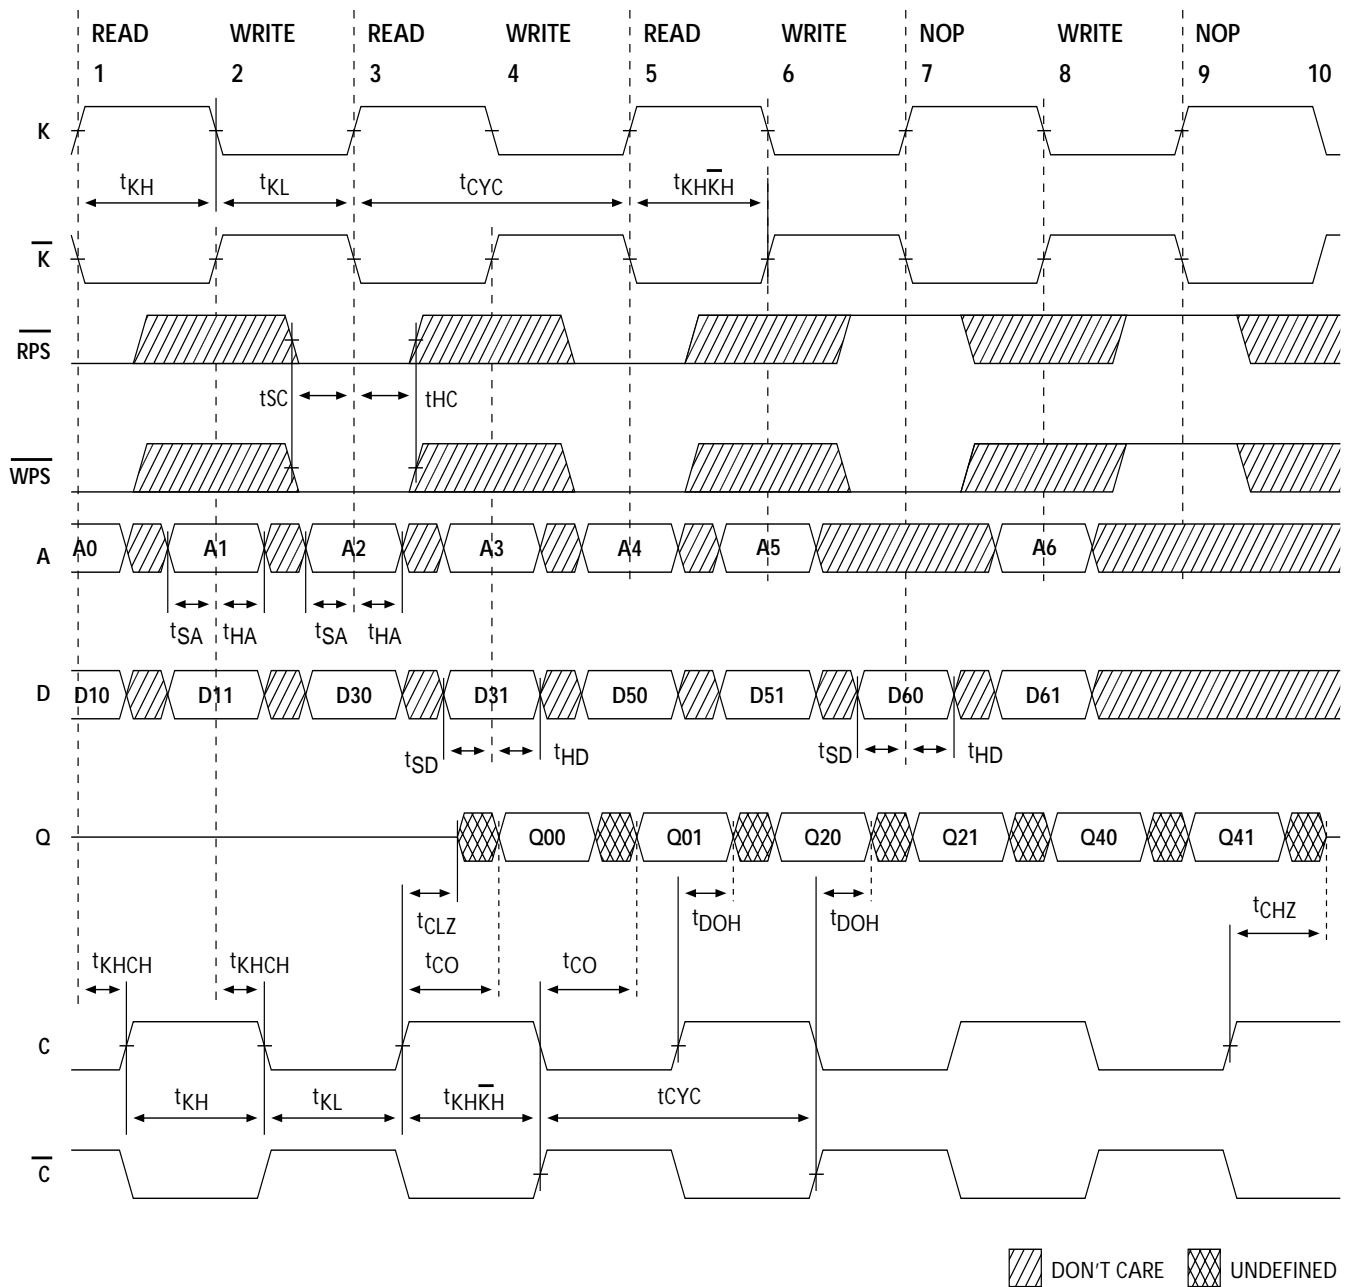 READ WRITE READ WRITE READ WRITE NOP WRITE NOP
1 2 3 4 5 6 7 8 9 10
K
tKH tKL tCYC tKHK̅H
K̅
R̅P̅S̅
tSC tHC
W̅P̅S̅
A A0 A1 A2 A3 A4 A5 A6
tSA tHA tSA tHA
D D10 D11 D30 D31 D50 D51 D60 D61
tSD tHD tSD tHD
Q Q00 Q01 Q20 Q21 Q40 Q41
tCLZ tDOH tDOH tCHZ
tKHCH tKHCH tCO tCO
C
tKH tKL tKHK̅H tCYC
C̅
DON'T CARE UNDEFINED